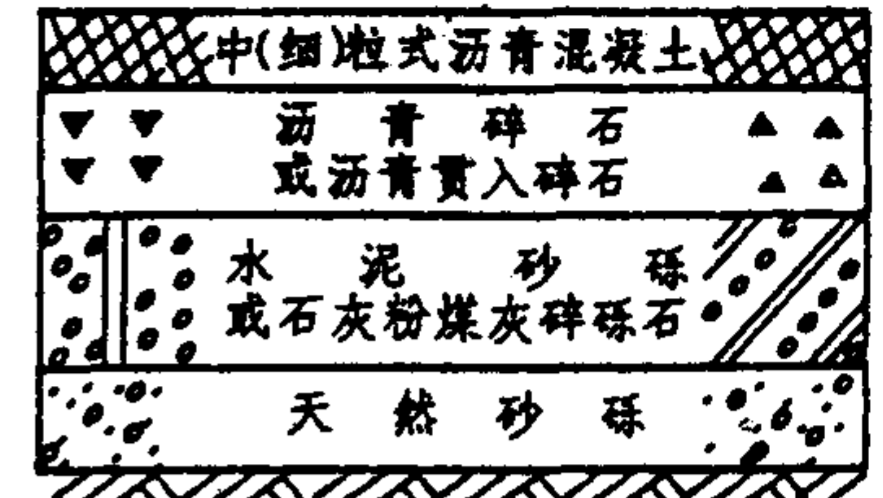 中(细)粒式沥青混凝土
沥青碎石
或沥青贯入碎石
水泥砂砾
或石灰粉煤灰碎砾石
天然砂砾